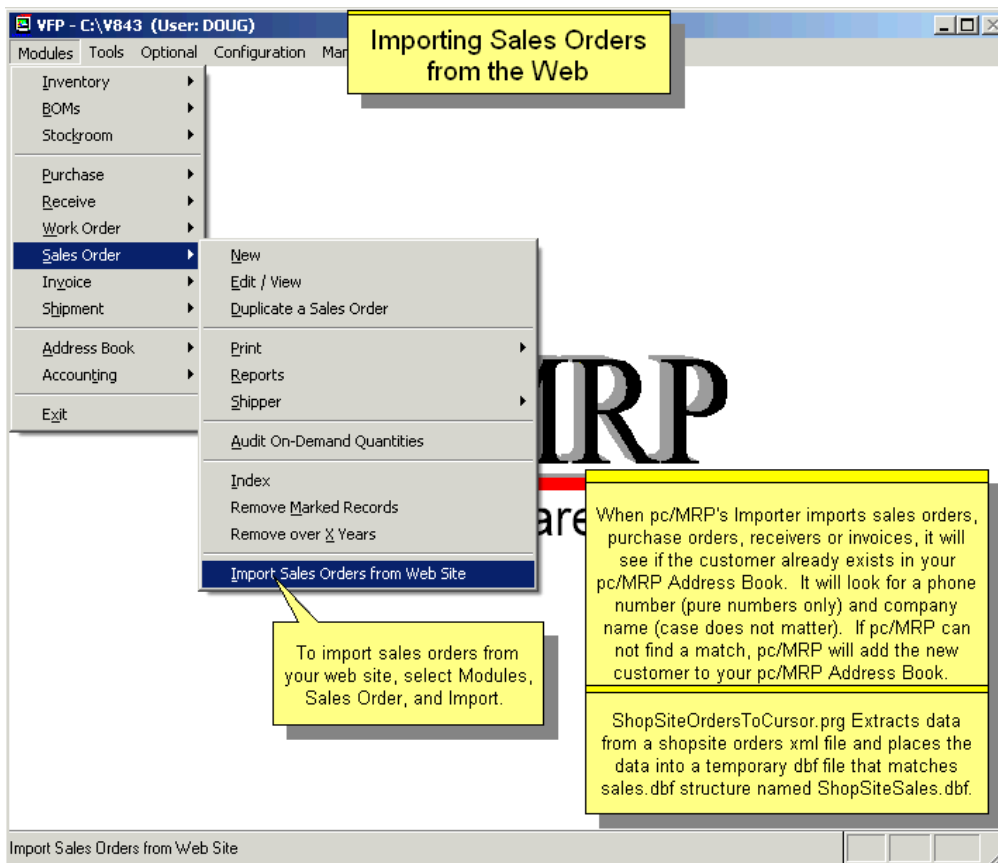 VFP - C:\V843 (User: DOUG)
Modules Tools Optional Configuration
Importing Sales Orders
from the Web
Inventory
BOMs
Stockroom
Purchase
Receive
Work Order
Sales Order
Invoice
Shipment
Address Book
Accounting
Exit
New
Edit / View
Duplicate a Sales Order
Print
Reports
Shipper
Audit On-Demand Quantities
Index
Remove Marked Records
Remove over X Years
Import Sales Orders from Web Site
MRP
To import sales orders from
your web site, select Modules,
Sales Order, and Import.
When pc/MRP's Importer imports sales orders,
purchase orders, receivers or invoices, it will
see if the customer already exists in your
pc/MRP Address Book. It will look for a phone
number (pure numbers only) and company
name (case does not matter). If pc/MRP can
not find a match, pc/MRP will add the new
customer to your pc/MRP Address Book.
ShopSiteOrdersToCursor.prg Extracts data
from a shopsite orders xml file and places the
data into a temporary dbf file that matches
sales.dbf structure named ShopSiteSales.dbf.
Import Sales Orders from Web Site